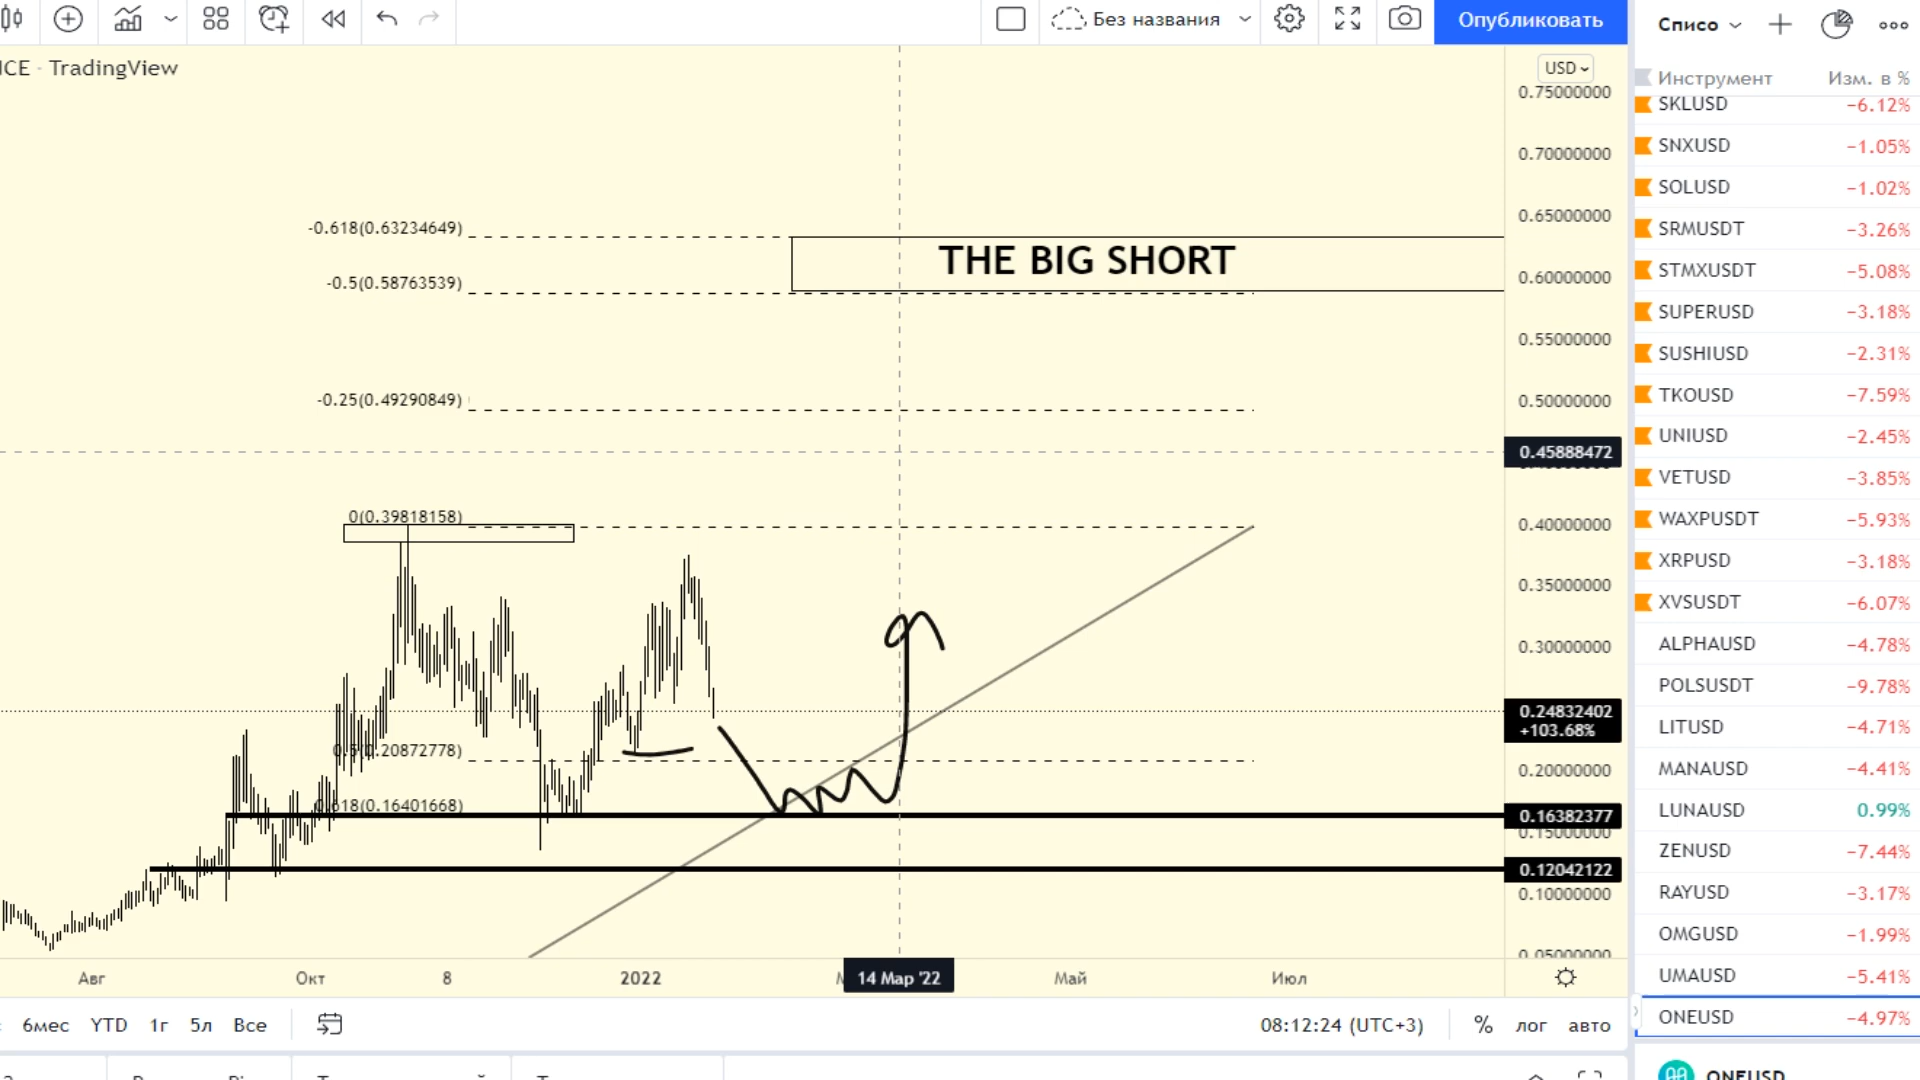 Без названия
Опубликовать
Списо
TradingView
USD
Инструмент Изм. в %
0.75000000
0.70000000
0.65000000
0.60000000
0.55000000
0.50000000
0.45888472
0.40000000
0.35000000
0.30000000
0.24832402
+103.68%
0.20000000
0.16382377
0.15000000
0.12042122
0.10000000
0.05000000
-0.618(0.63234649)
THE BIG SHORT
-0.5(0.58763539)
-0.25(0.49290849)
0(0.39818158)
0.5(0.20872778)
0.618(0.16401668)
SKLUSD −6.12%
SNXUSD −1.05%
SOLUSD −1.02%
SRMUSDT −3.26%
STMXUSDT −5.08%
SUPERUSD −3.18%
SUSHIUSD −2.31%
TKOUSD −7.59%
UNIUSD −2.45%
VETUSD −3.85%
WAXPUSDT −5.93%
XRPUSD −3.18%
XVSUSDT −6.07%
ALPHAUSD −4.78%
POLSUSDT −9.78%
LITUSD −4.71%
MANAUSD −4.41%
LUNAUSD 0.99%
ZENUSD −7.44%
RAYUSD −3.17%
OMGUSD −1.99%
UMAUSD −5.41%
ONEUSD −4.97%
Авг Окт 8 2022 14 Мар '22 Май Июл
6мес YTD 1г 5л Все
08:12:24 (UTC+3) % лог авто
ONEUSD